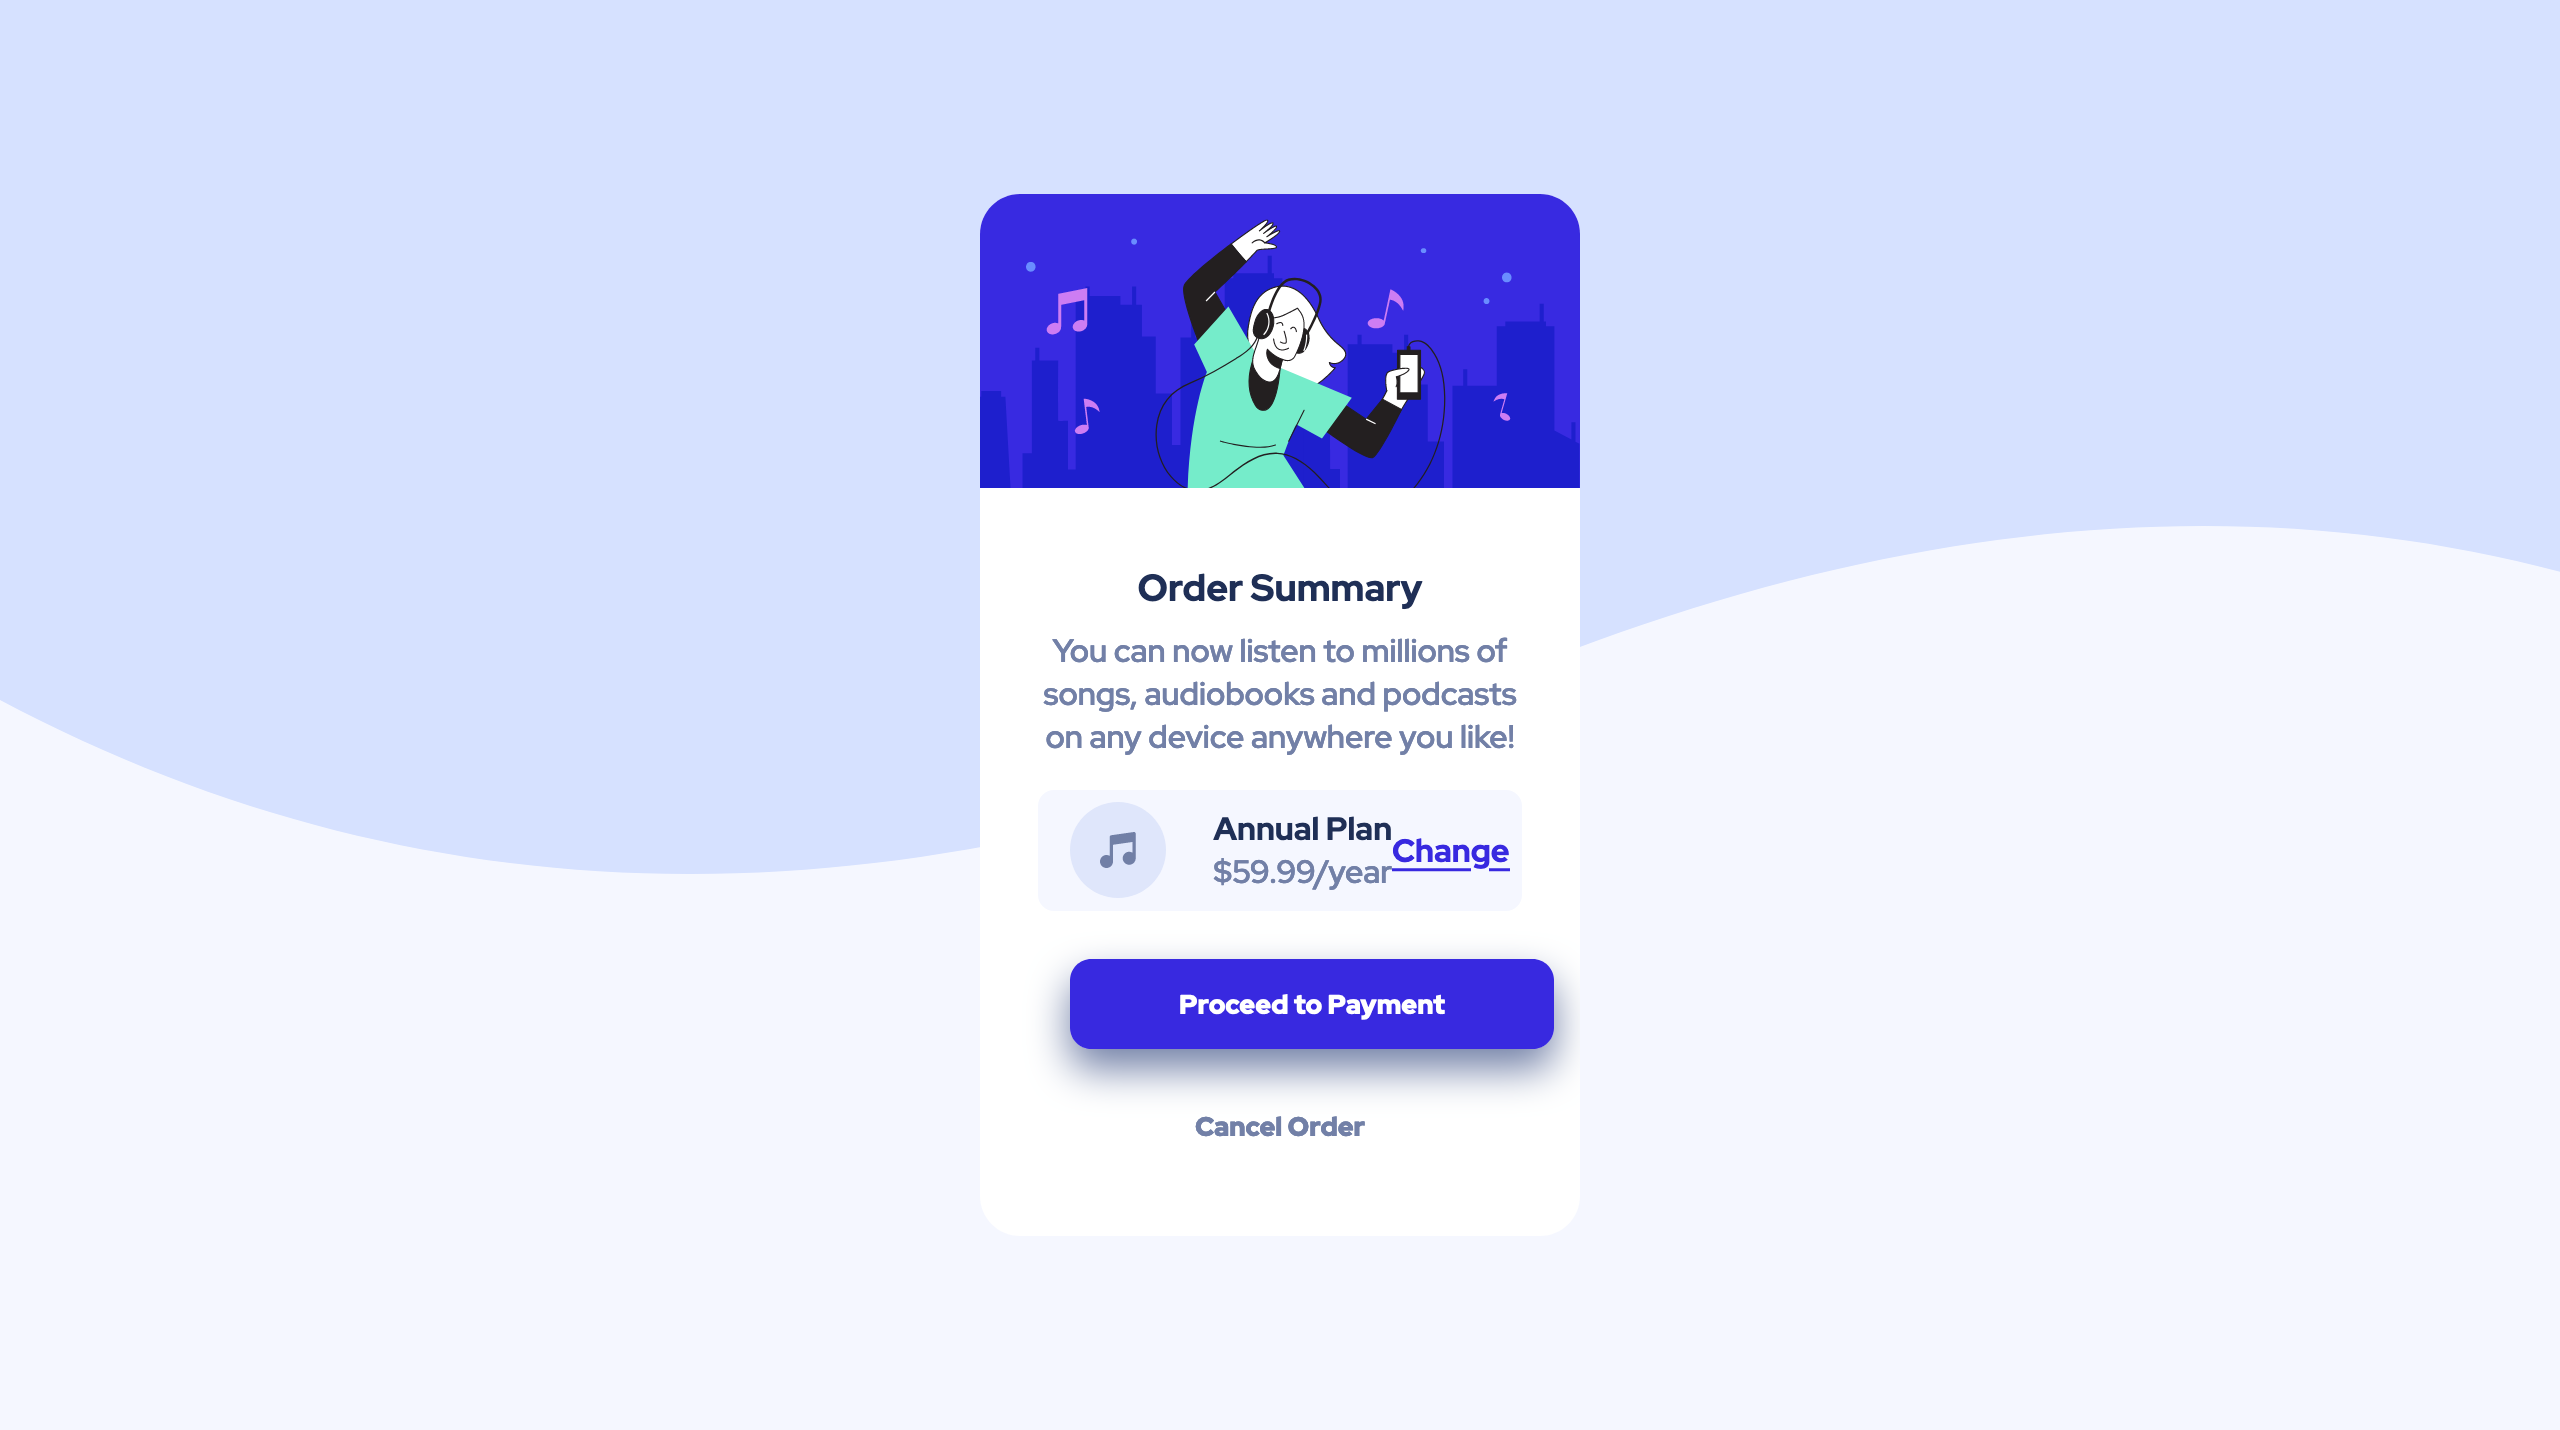 Order Summary
You can now listen to millions of
songs, audiobooks and podcasts
on any device anywhere you like!
Annual Plan
$59.99/year
Change
Proceed to Payment
Cancel Order